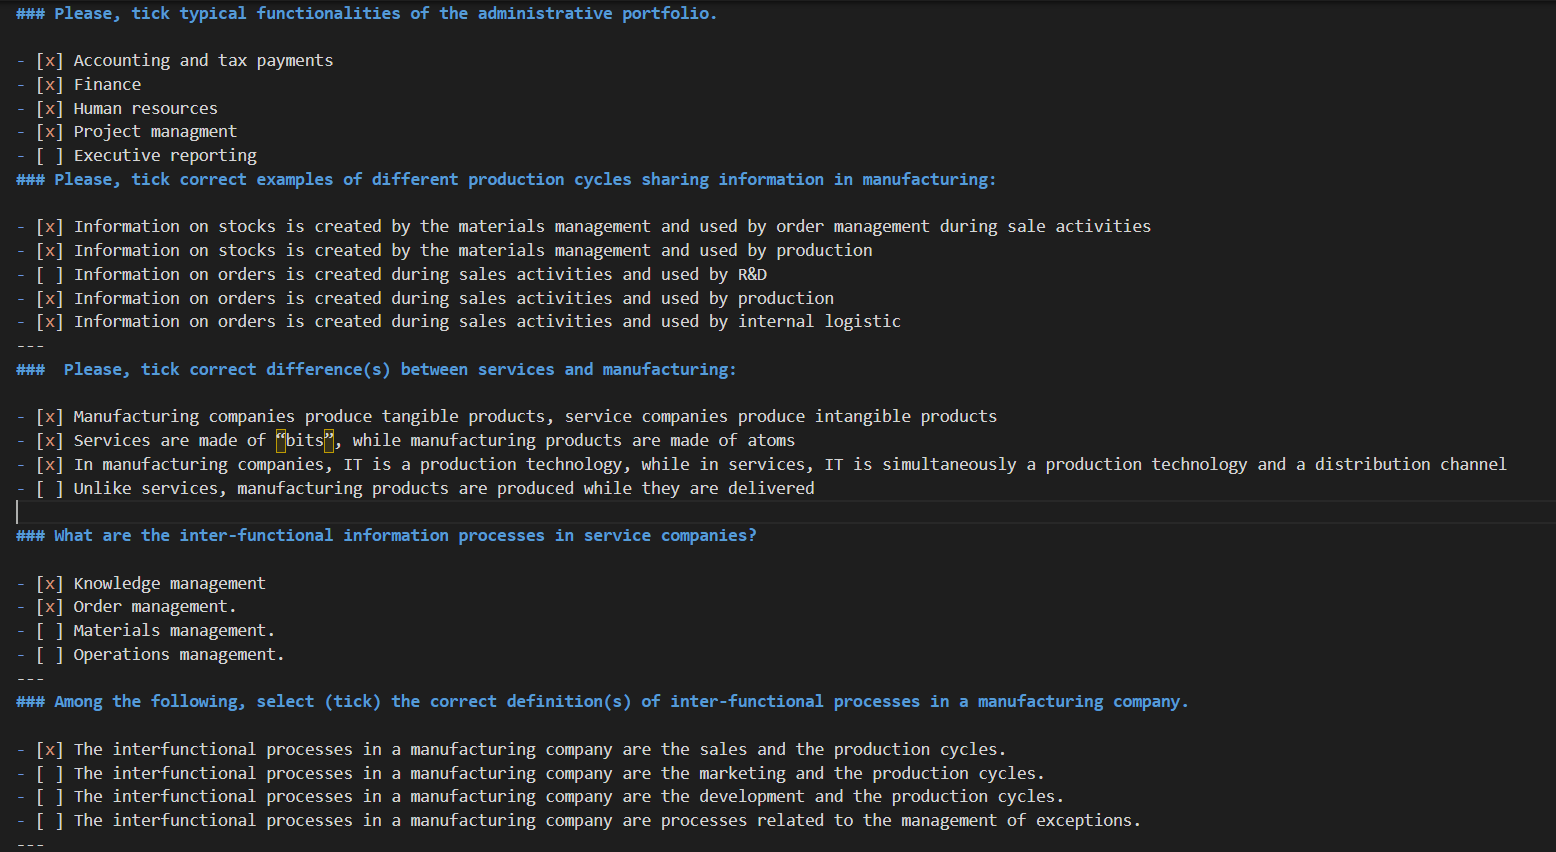 ### Please, tick typical functionalities of the administrative portfolio.
- [x] Accounting and tax payments
- [x] Finance
- [x] Human resources
- [x] Project managment
- [ ] Executive reporting
### Please, tick correct examples of different production cycles sharing information in manufacturing:
- [x] Information on stocks is created by the materials management and used by order management during sale activities
- [x] Information on stocks is created by the materials management and used by production
- [ ] Information on orders is created during sales activities and used by R&D
- [x] Information on orders is created during sales activities and used by production
- [x] Information on orders is created during sales activities and used by internal logistic
---
###  Please, tick correct difference(s) between services and manufacturing:
- [x] Manufacturing companies produce tangible products, service companies produce intangible products
- [x] Services are made of “bits”, while manufacturing products are made of atoms
- [x] In manufacturing companies, IT is a production technology, while in services, IT is simultaneously a production technology and a distribution channel
- [ ] Unlike services, manufacturing products are produced while they are delivered
### What are the inter-functional information processes in service companies?
- [x] Knowledge management
- [x] Order management.
- [ ] Materials management.
- [ ] Operations management.
---
### Among the following, select (tick) the correct definition(s) of inter-functional processes in a manufacturing company.
- [x] The interfunctional processes in a manufacturing company are the sales and the production cycles.
- [ ] The interfunctional processes in a manufacturing company are the marketing and the production cycles.
- [ ] The interfunctional processes in a manufacturing company are the development and the production cycles.
- [ ] The interfunctional processes in a manufacturing company are processes related to the management of exceptions.
---